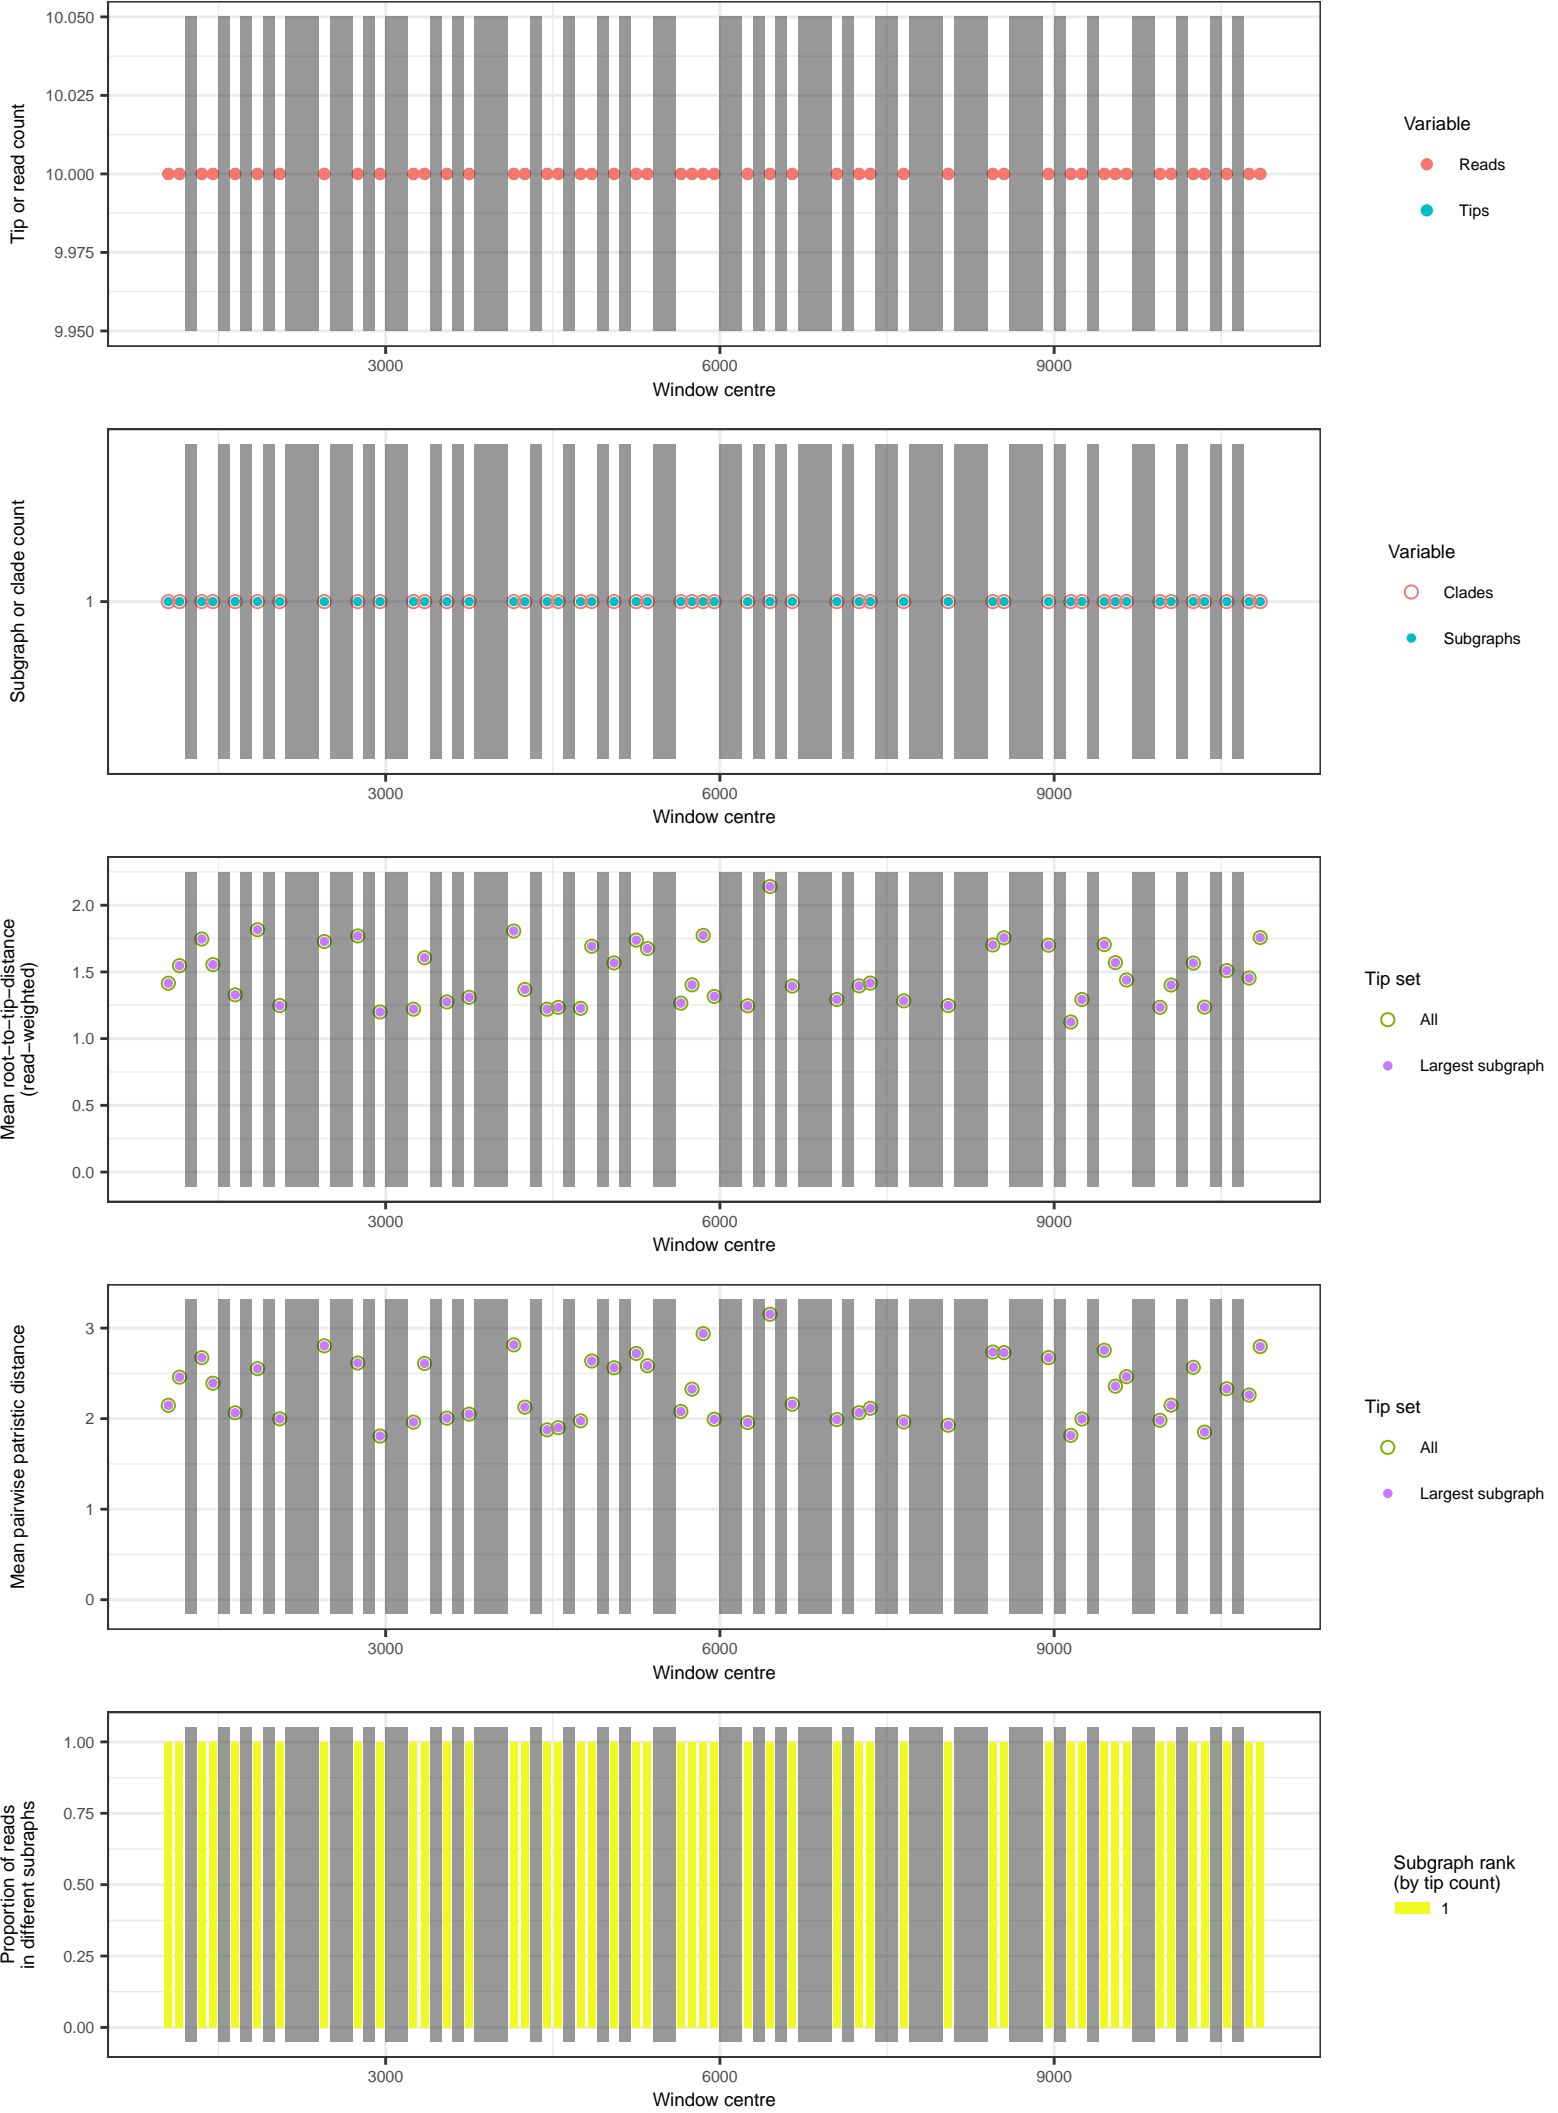 10.050
10.025
10.000
9.975
9.950
Tip or read count
3000
6000
9000
Window centre
Variable
Reads
Tips
1
Subgraph or clade count
3000
6000
9000
Window centre
Variable
Clades
Subgraphs
2.0
1.5
1.0
0.5
0.0
Mean root−to−tip−distance
(read−weighted)
3000
6000
9000
Window centre
Tip set
All
Largest subgraph
3
2
1
0
Mean pairwise patristic distance
3000
6000
9000
Window centre
Tip set
All
Largest subgraph
1.00
0.75
0.50
0.25
0.00
Proportion of reads
in different subraphs
3000
6000
9000
Window centre
Subgraph rank
(by tip count)
1